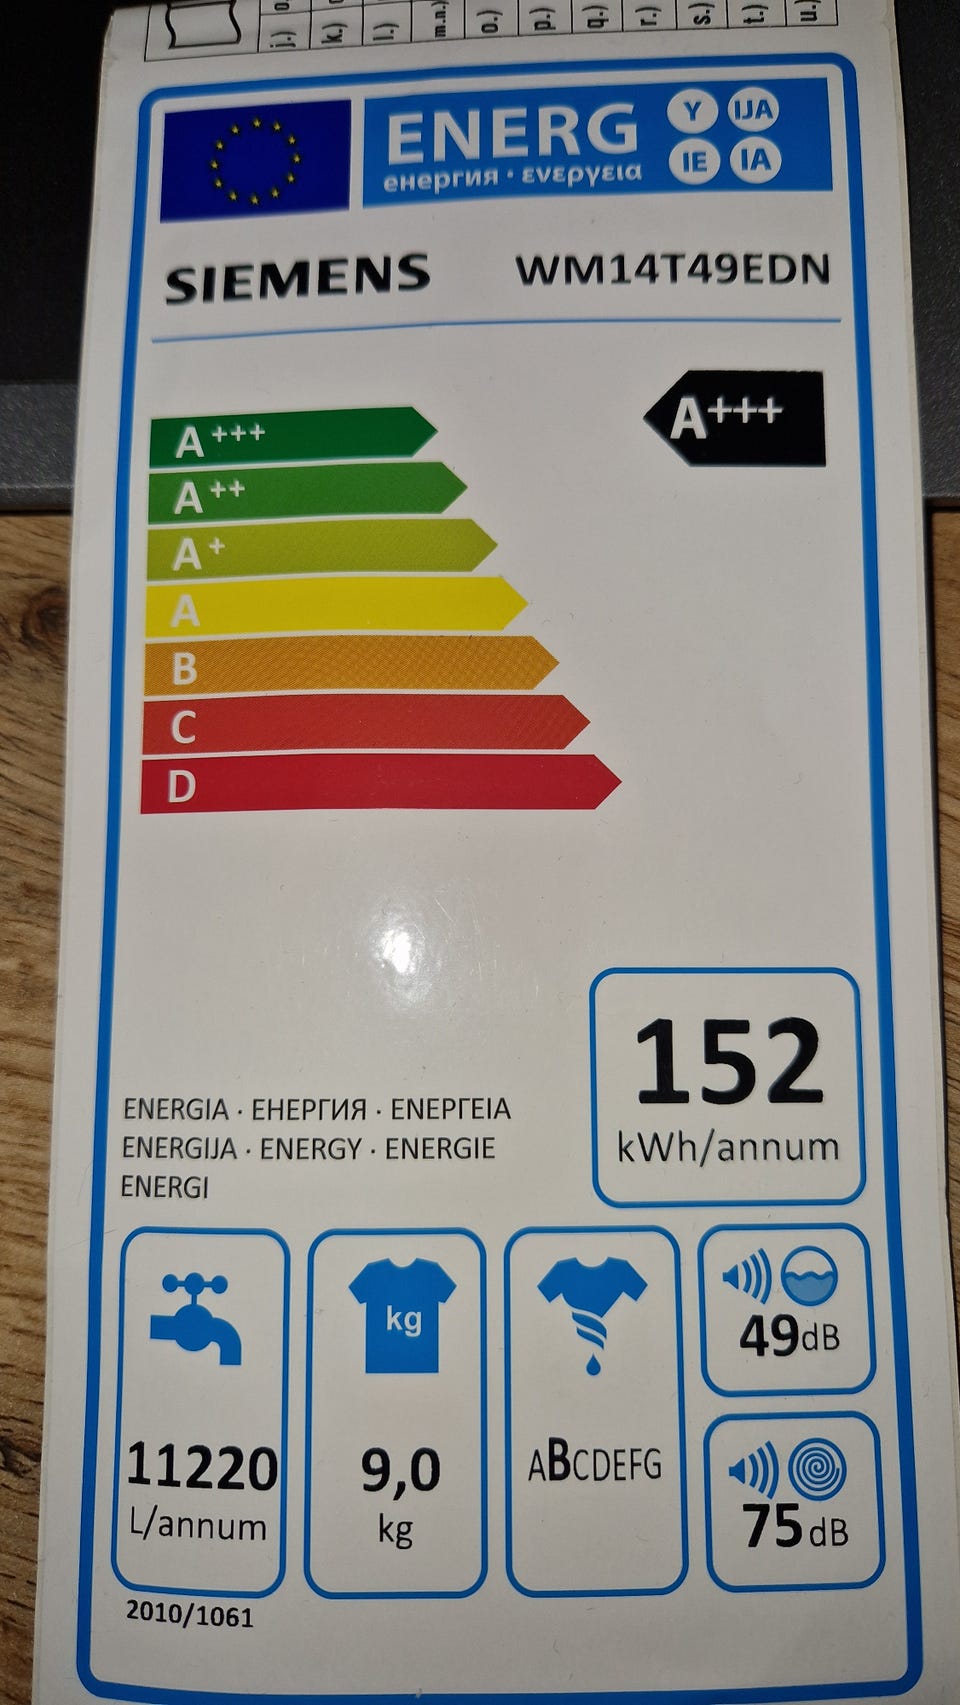 j.) k.) l.) m.n.) o.) p.) q.) r.) s.) t.) u.)
ENERG Y IJA
енергия · ενεργεια IE IA
SIEMENS WM14T49EDN
A+++ A+++
A++
A+
A
B
C
D
152
kWh/annum
ENERGIA · ЕНЕРГИЯ · ΕΝΕΡΓΕΙΑ
ENERGIJA · ENERGY · ENERGIE
ENERGI
kg
49dB
11220
L/annum
9,0
kg
ABCDEFG
75dB
2010/1061